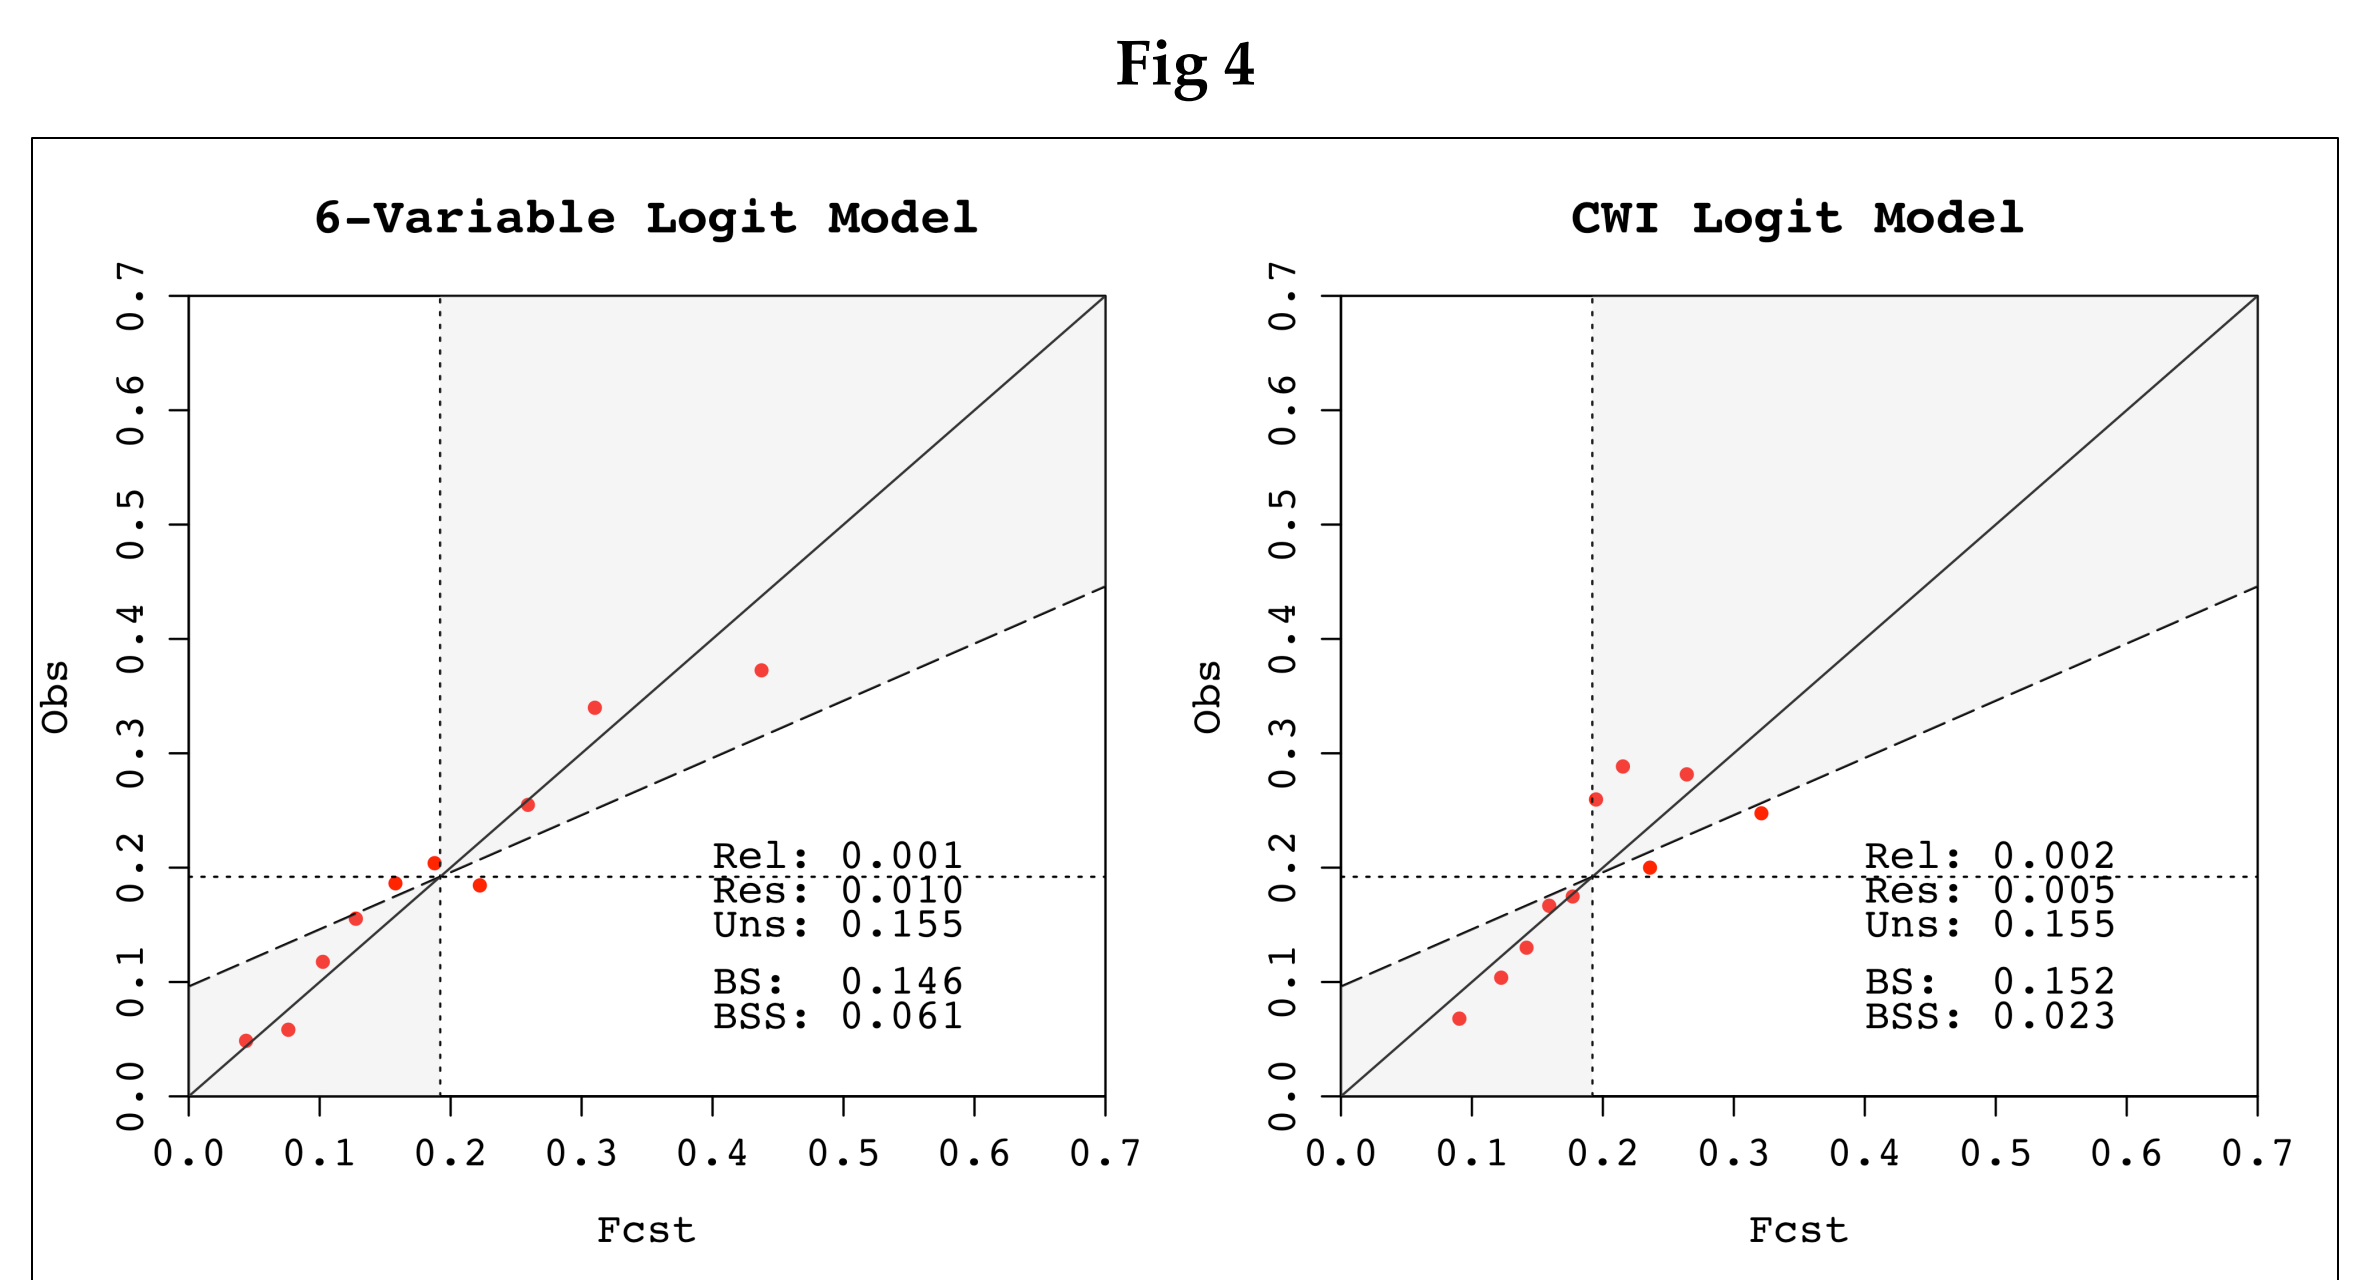 Fig 4
6-Variable Logit Model
0.7
0.6
0.5
0.4
0.3
0.2
0.1
0.0
Obs
Rel: 0.001
Res: 0.010
Uns: 0.155
BS: 0.146
BSS: 0.061
0.0 0.1 0.2 0.3 0.4 0.5 0.6 0.7
Fcst
CWI Logit Model
0.7
0.6
0.5
0.4
0.3
0.2
0.1
0.0
Obs
Rel: 0.002
Res: 0.005
Uns: 0.155
BS: 0.152
BSS: 0.023
0.0 0.1 0.2 0.3 0.4 0.5 0.6 0.7
Fcst